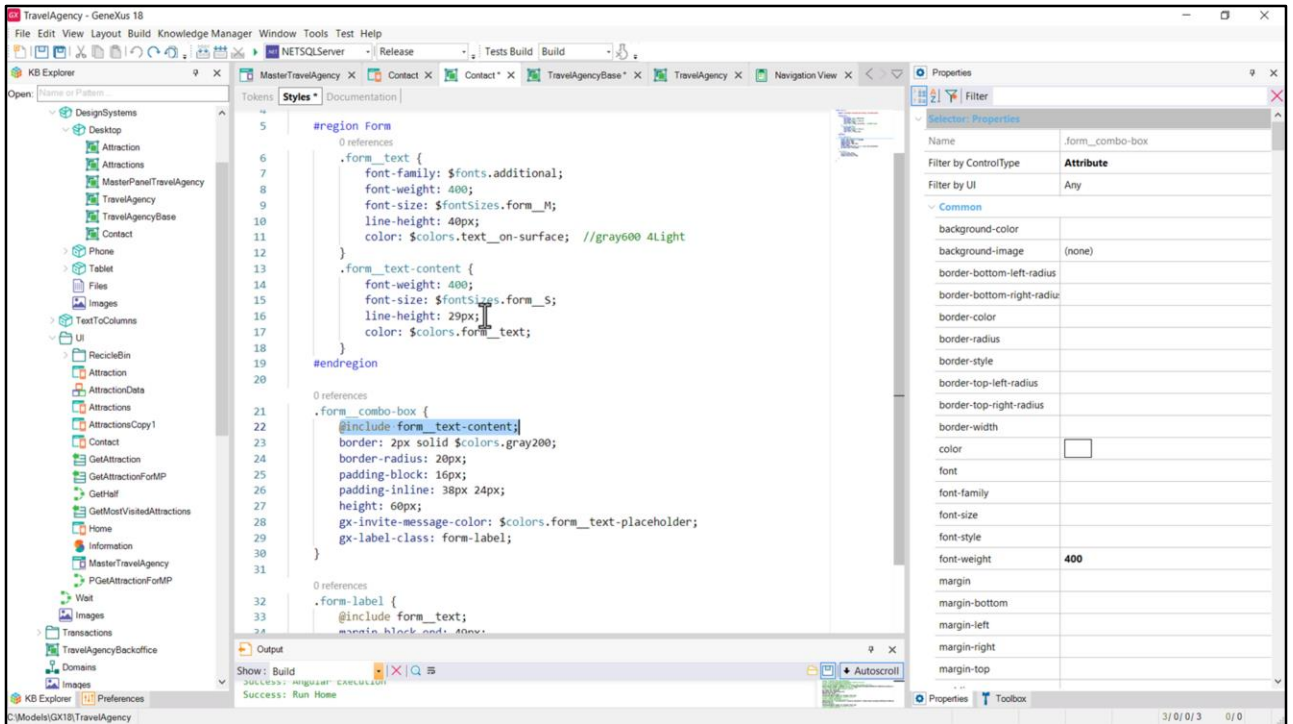 TravelAgency - GeneXus 18
File Edit View Layout Build Knowledge Manager Window Tools Test Help
NETSQLServer Release Tests Build Build
KB Explorer
Open: Name or Pattern...
DesignSystems
Desktop
Attraction
Attractions
MasterPanelTravelAgency
TravelAgency
TravelAgencyBase
Contact
Phone
Tablet
Files
Images
TextToColumns
UI
RecicleBin
Attraction
AttractionData
Attractions
AttractionsCopy1
Contact
GetAttraction
GetAttractionForMP
GetHalf
GetMostVisitedAttractions
Home
Information
MasterTravelAgency
PGetAttractionForMP
Wait
Images
Transactions
TravelAgencyBackoffice
Domains
Images
KB Explorer Preferences
MasterTravelAgency Contact Contact* TravelAgencyBase* TravelAgency Navigation View
Tokens Styles * Documentation
4
5 #region Form
0 references
6 .form__text {
7 font-family: $fonts.additional;
8 font-weight: 400;
9 font-size: $fontSizes.form__M;
10 line-height: 40px;
11 color: $colors.text__on-surface; //gray600 4Light
12 }
13 .form__text-content {
14 font-weight: 400;
15 font-size: $fontSizes.form__S;
16 line-height: 29px;
17 color: $colors.form__text;
18 }
19 #endregion
20
0 references
21 .form__combo-box {
22 @include form__text-content;
23 border: 2px solid $colors.gray200;
24 border-radius: 20px;
25 padding-block: 16px;
26 padding-inline: 38px 24px;
27 height: 60px;
28 gx-invite-message-color: $colors.form__text-placeholder;
29 gx-label-class: form-label;
30 }
31
0 references
32 .form-label {
33 @include form__text;
34 margin-block-end: 40px;
Output
Show: Build Autoscroll
Success: Angular Execution
Success: Run Home
Properties
Filter
Selector: Properties
Name .form__combo-box
Filter by ControlType Attribute
Filter by UI Any
Common
background-color
background-image (none)
border-bottom-left-radius
border-bottom-right-radiu
border-color
border-radius
border-style
border-top-left-radius
border-top-right-radius
border-width
color
font
font-family
font-size
font-style
font-weight 400
margin
margin-bottom
margin-left
margin-right
margin-top
Properties Toolbox
C:\Models\GX18\TravelAgency
3/0/0/3 0/0